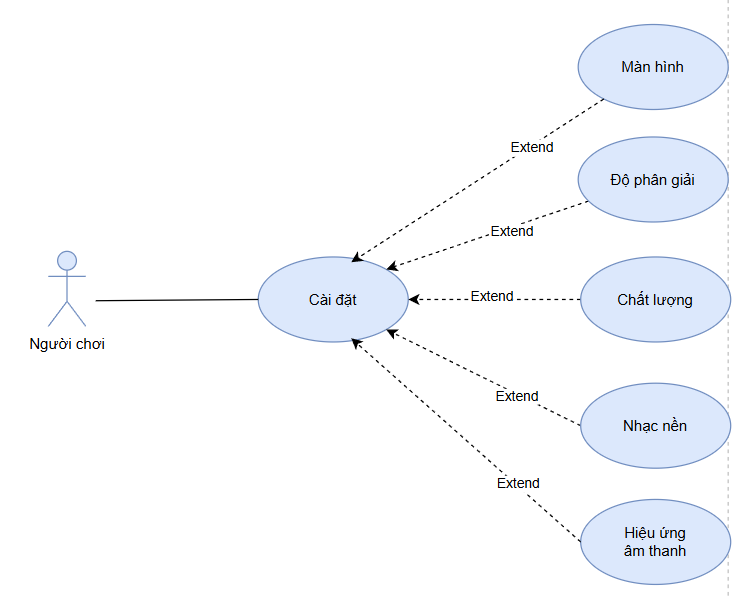 Màn hình
Extend
Độ phân giải
Extend
Người chơi
Cài đặt
Extend
Chất lượng
Extend
Nhạc nền
Extend
Hiệu ứng
âm thanh